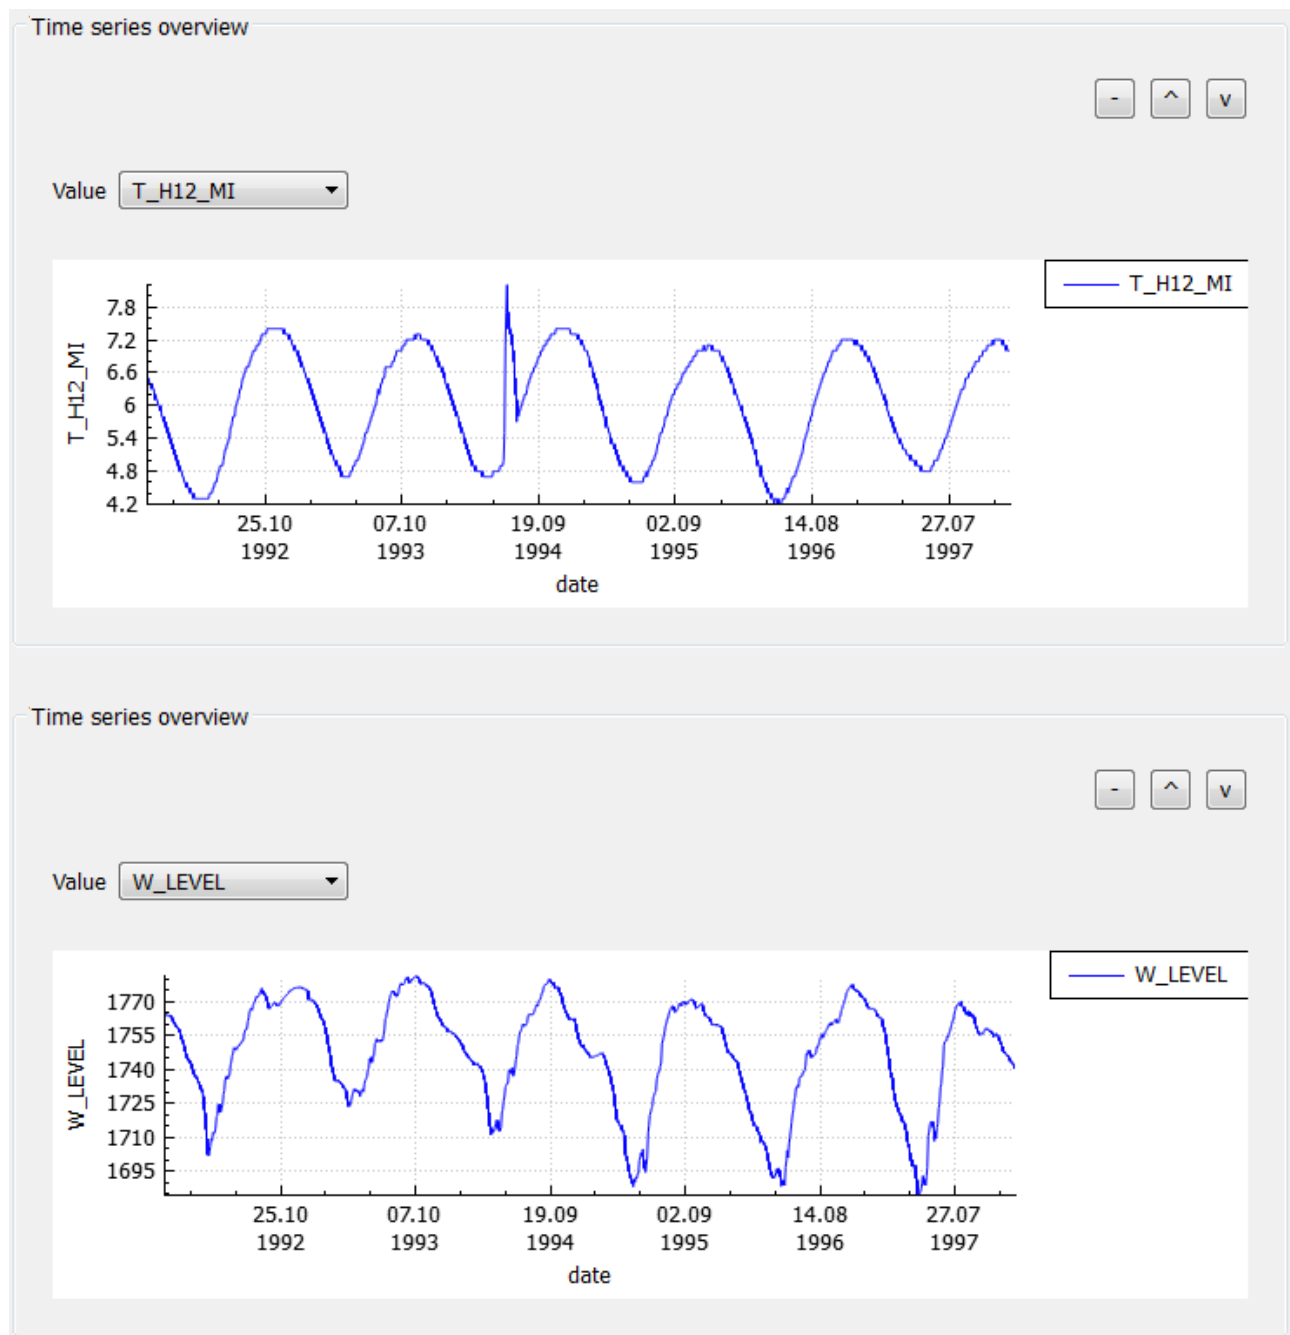 Time series overview
- ^ v
Value T_H12_MI
T_H12_MI
T_H12_MI
7.8
7.2
6.6
6
5.4
4.8
4.2
25.10 07.10 19.09 02.09 14.08 27.07
1992 1993 1994 1995 1996 1997
date
Time series overview
- ^ v
Value W_LEVEL
W_LEVEL
W_LEVEL
1770
1755
1740
1725
1710
1695
25.10 07.10 19.09 02.09 14.08 27.07
1992 1993 1994 1995 1996 1997
date